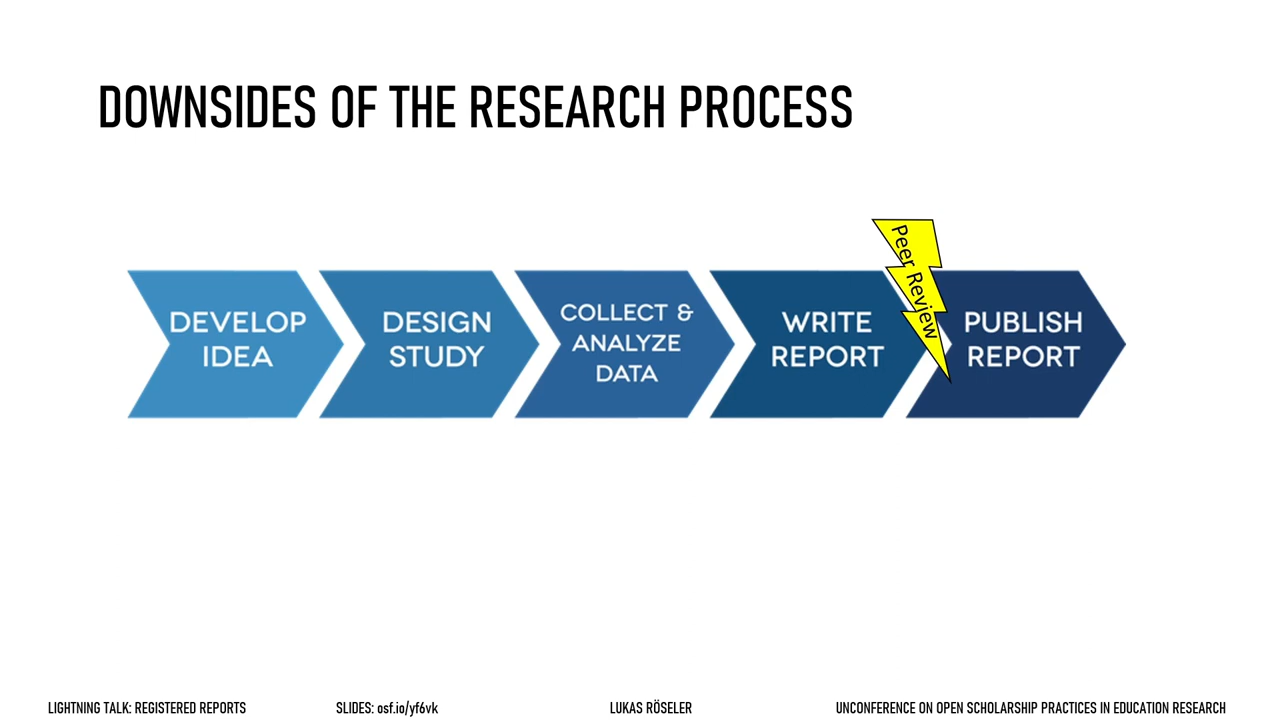 DOWNSIDES OF THE RESEARCH PROCESS
DEVELOP
IDEA
DESIGN
STUDY
COLLECT &
ANALYZE
DATA
WRITE
REPORT
Peer Review
PUBLISH
REPORT
LIGHTNING TALK: REGISTERED REPORTS
SLIDES: osf.io/yf6vk
LUKAS RÖSELER
UNCONFERENCE ON OPEN SCHOLARSHIP PRACTICES IN EDUCATION RESEARCH